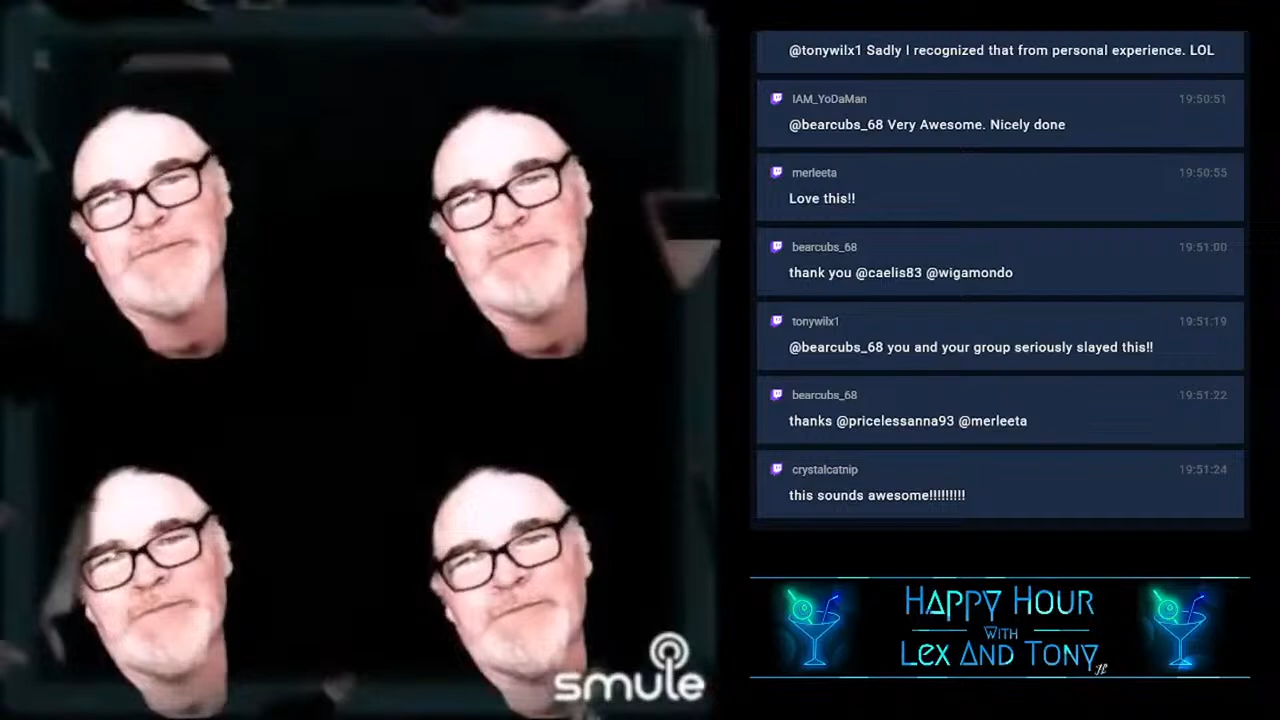 @tonywilx1 Sadly I recognized that from personal experience. LOL
IAM_YoDaMan 19:50:51
@bearcubs_68 Very Awesome. Nicely done
merleeta 19:50:55
Love this!!
bearcubs_68 19:51:00
thank you @caelis83 @wigamondo
tonywilx1 19:51:19
@bearcubs_68 you and your group seriously slayed this!!
bearcubs_68 19:51:22
thanks @pricelessanna93 @merleeta
crystalcatnip 19:51:24
this sounds awesome!!!!!!!!!
HAPPY HOUR
WITH
LEX AND TONY
smule